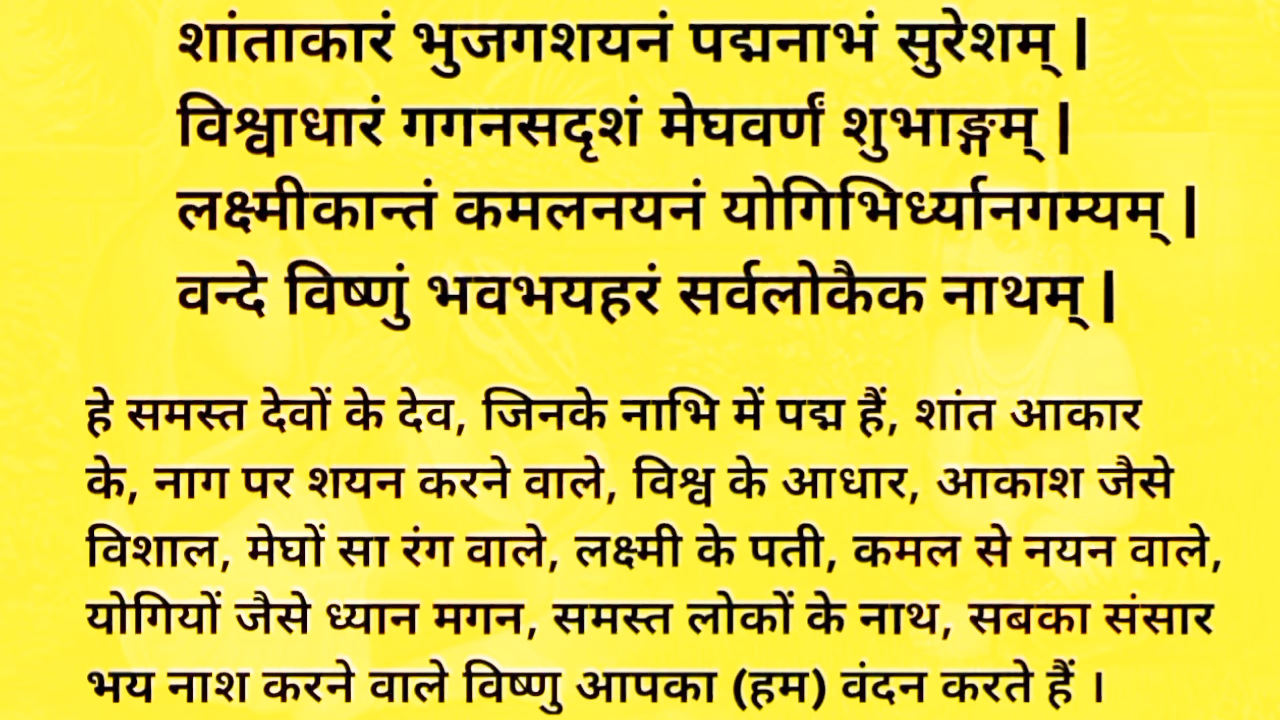 शांताकारं भुजगशयनं पद्मनाभं सुरेशम् |
विश्वाधारं गगनसदृशं मेघवर्णं शुभाङ्गम् |
लक्ष्मीकान्तं कमलनयनं योगिभिर्ध्यानगम्यम् |
वन्दे विष्णुं भवभयहरं सर्वलोकैक नाथम् |
हे समस्त देवों के देव, जिनके नाभि में पद्म हैं, शांत आकार
के, नाग पर शयन करने वाले, विश्व के आधार, आकाश जैसे
विशाल, मेघों सा रंग वाले, लक्ष्मी के पती, कमल से नयन वाले,
योगियों जैसे ध्यान मगन, समस्त लोकों के नाथ, सबका संसार
भय नाश करने वाले विष्णु आपका (हम) वंदन करते हैं ।